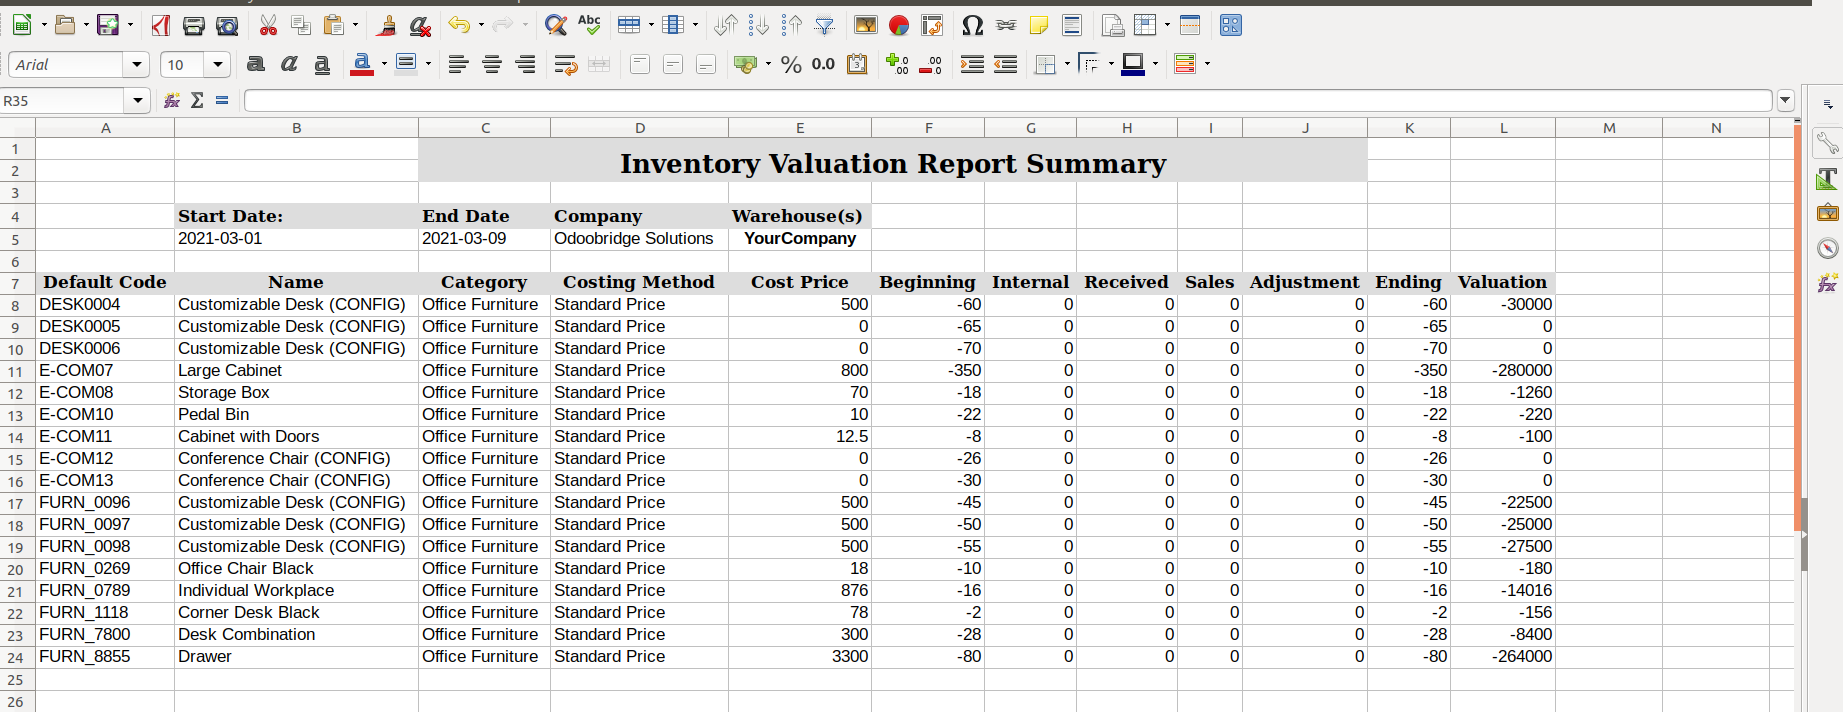 Abc
Arial 10 a a a a % 0.0
R35
A B C D E F G H I J K L M N
1 Inventory Valuation Report Summary
2
3
4 Start Date: End Date Company Warehouse(s)
5 2021-03-01 2021-03-09 Odoobridge Solutions YourCompany
6
7 Default Code Name Category Costing Method Cost Price Beginning Internal Received Sales Adjustment Ending Valuation
8 DESK0004 Customizable Desk (CONFIG) Office Furniture Standard Price 500 -60 0 0 0 0 -60 -30000
9 DESK0005 Customizable Desk (CONFIG) Office Furniture Standard Price 0 -65 0 0 0 0 -65 0
10 DESK0006 Customizable Desk (CONFIG) Office Furniture Standard Price 0 -70 0 0 0 0 -70 0
11 E-COM07 Large Cabinet Office Furniture Standard Price 800 -350 0 0 0 0 -350 -280000
12 E-COM08 Storage Box Office Furniture Standard Price 70 -18 0 0 0 0 -18 -1260
13 E-COM10 Pedal Bin Office Furniture Standard Price 10 -22 0 0 0 0 -22 -220
14 E-COM11 Cabinet with Doors Office Furniture Standard Price 12.5 -8 0 0 0 0 -8 -100
15 E-COM12 Conference Chair (CONFIG) Office Furniture Standard Price 0 -26 0 0 0 0 -26 0
16 E-COM13 Conference Chair (CONFIG) Office Furniture Standard Price 0 -30 0 0 0 0 -30 0
17 FURN_0096 Customizable Desk (CONFIG) Office Furniture Standard Price 500 -45 0 0 0 0 -45 -22500
18 FURN_0097 Customizable Desk (CONFIG) Office Furniture Standard Price 500 -50 0 0 0 0 -50 -25000
19 FURN_0098 Customizable Desk (CONFIG) Office Furniture Standard Price 500 -55 0 0 0 0 -55 -27500
20 FURN_0269 Office Chair Black Office Furniture Standard Price 18 -10 0 0 0 0 -10 -180
21 FURN_0789 Individual Workplace Office Furniture Standard Price 876 -16 0 0 0 0 -16 -14016
22 FURN_1118 Corner Desk Black Office Furniture Standard Price 78 -2 0 0 0 0 -2 -156
23 FURN_7800 Desk Combination Office Furniture Standard Price 300 -28 0 0 0 0 -28 -8400
24 FURN_8855 Drawer Office Furniture Standard Price 3300 -80 0 0 0 0 -80 -264000
25
26